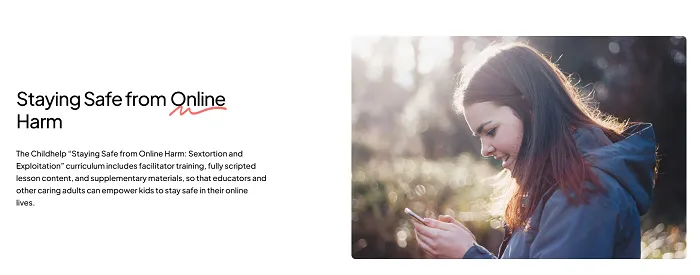 Staying Safe from Online
Harm
The Childhelp “Staying Safe from Online Harm: Sextortion and
Exploitation” curriculum includes facilitator training, fully scripted
lesson content, and supplementary materials, so that educators and
other caring adults can empower kids to stay safe in their online
lives.